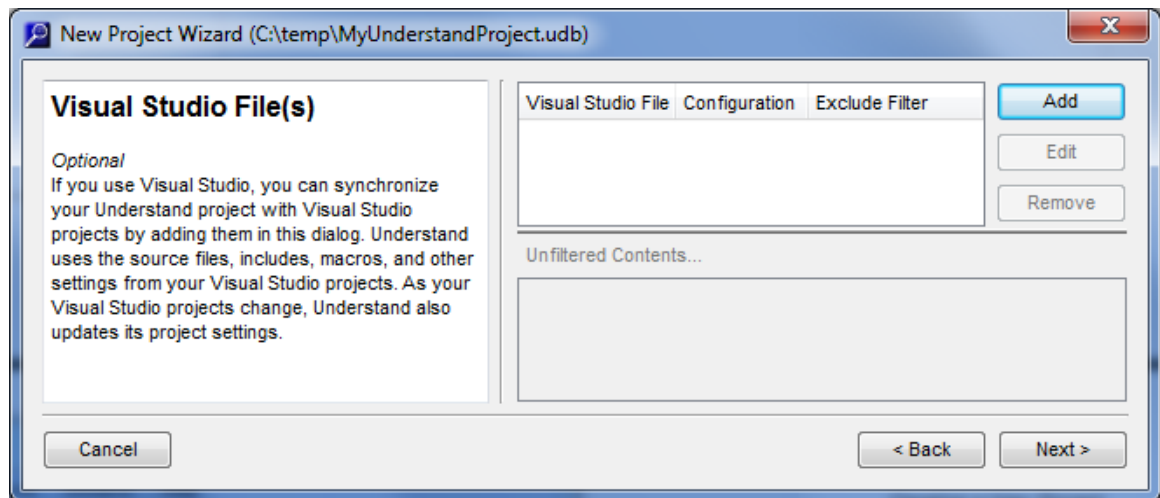 New Project Wizard (C:\temp\MyUnderstandProject.udb)
Visual Studio File(s)
Optional
If you use Visual Studio, you can synchronize
your Understand project with Visual Studio
projects by adding them in this dialog. Understand
uses the source files, includes, macros, and other
settings from your Visual Studio projects. As your
Visual Studio projects change, Understand also
updates its project settings.
Visual Studio File Configuration Exclude Filter
Add
Edit
Remove
Unfiltered Contents...
Cancel
< Back
Next >